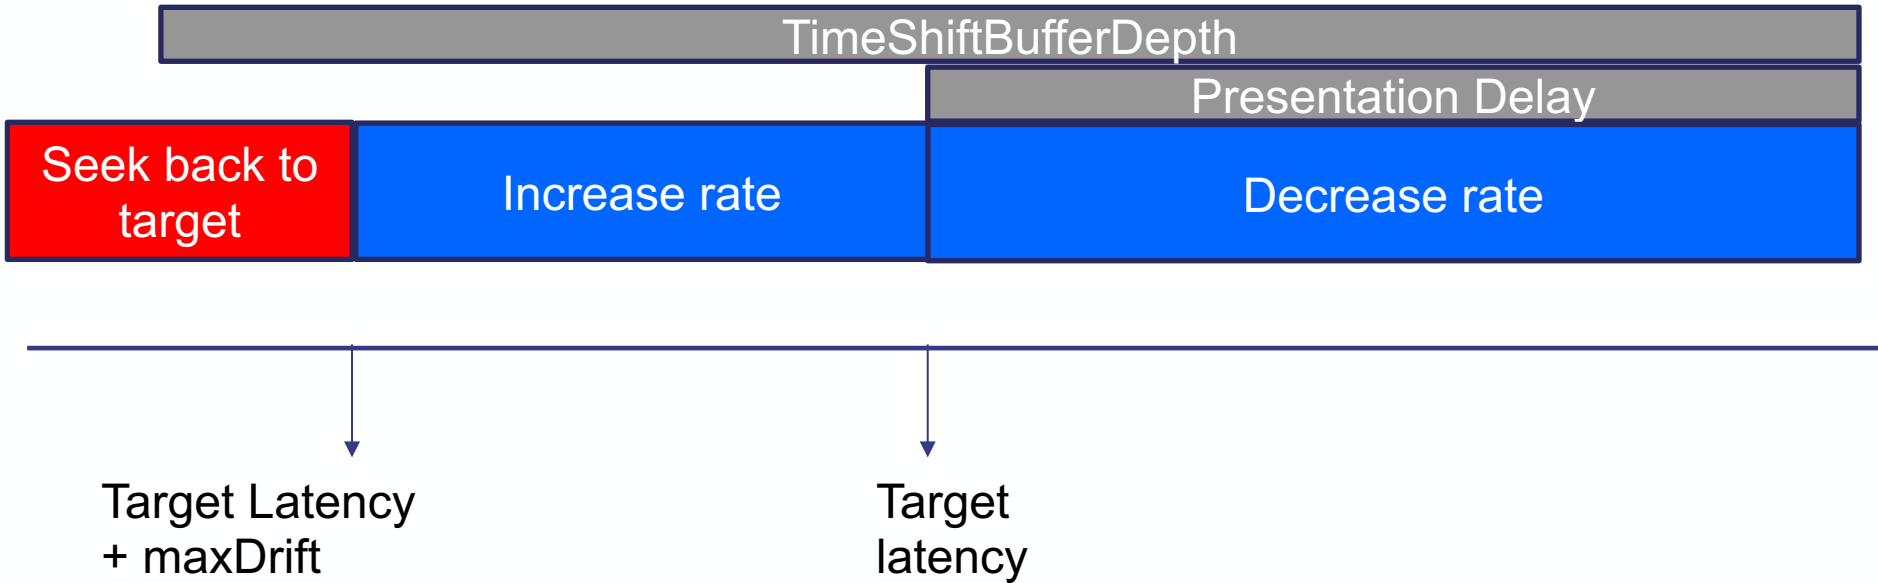 TimeShiftBufferDepth
Presentation Delay
Seek back to
target
Increase rate
Decrease rate
Target Latency
+ maxDrift
Target
latency